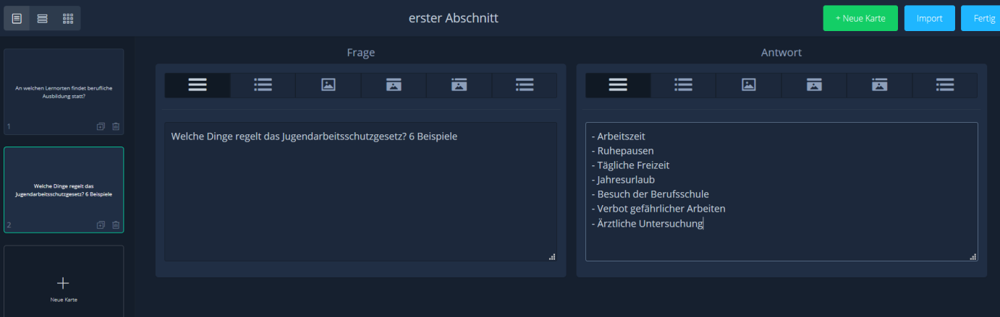 erster Abschnitt
+ Neue Karte
Import
Fertig
An welchen Lernorten findet berufliche
Ausbildung statt?
1
Welche Dinge regelt das
Jugendarbeitsschutzgesetz? 6 Beispiele
2
Neue Karte
Frage
Welche Dinge regelt das Jugendarbeitsschutzgesetz? 6 Beispiele
Antwort
- Arbeitszeit
- Ruhepausen
- Tägliche Freizeit
- Jahresurlaub
- Besuch der Berufsschule
- Verbot gefährlicher Arbeiten
- Ärztliche Untersuchung